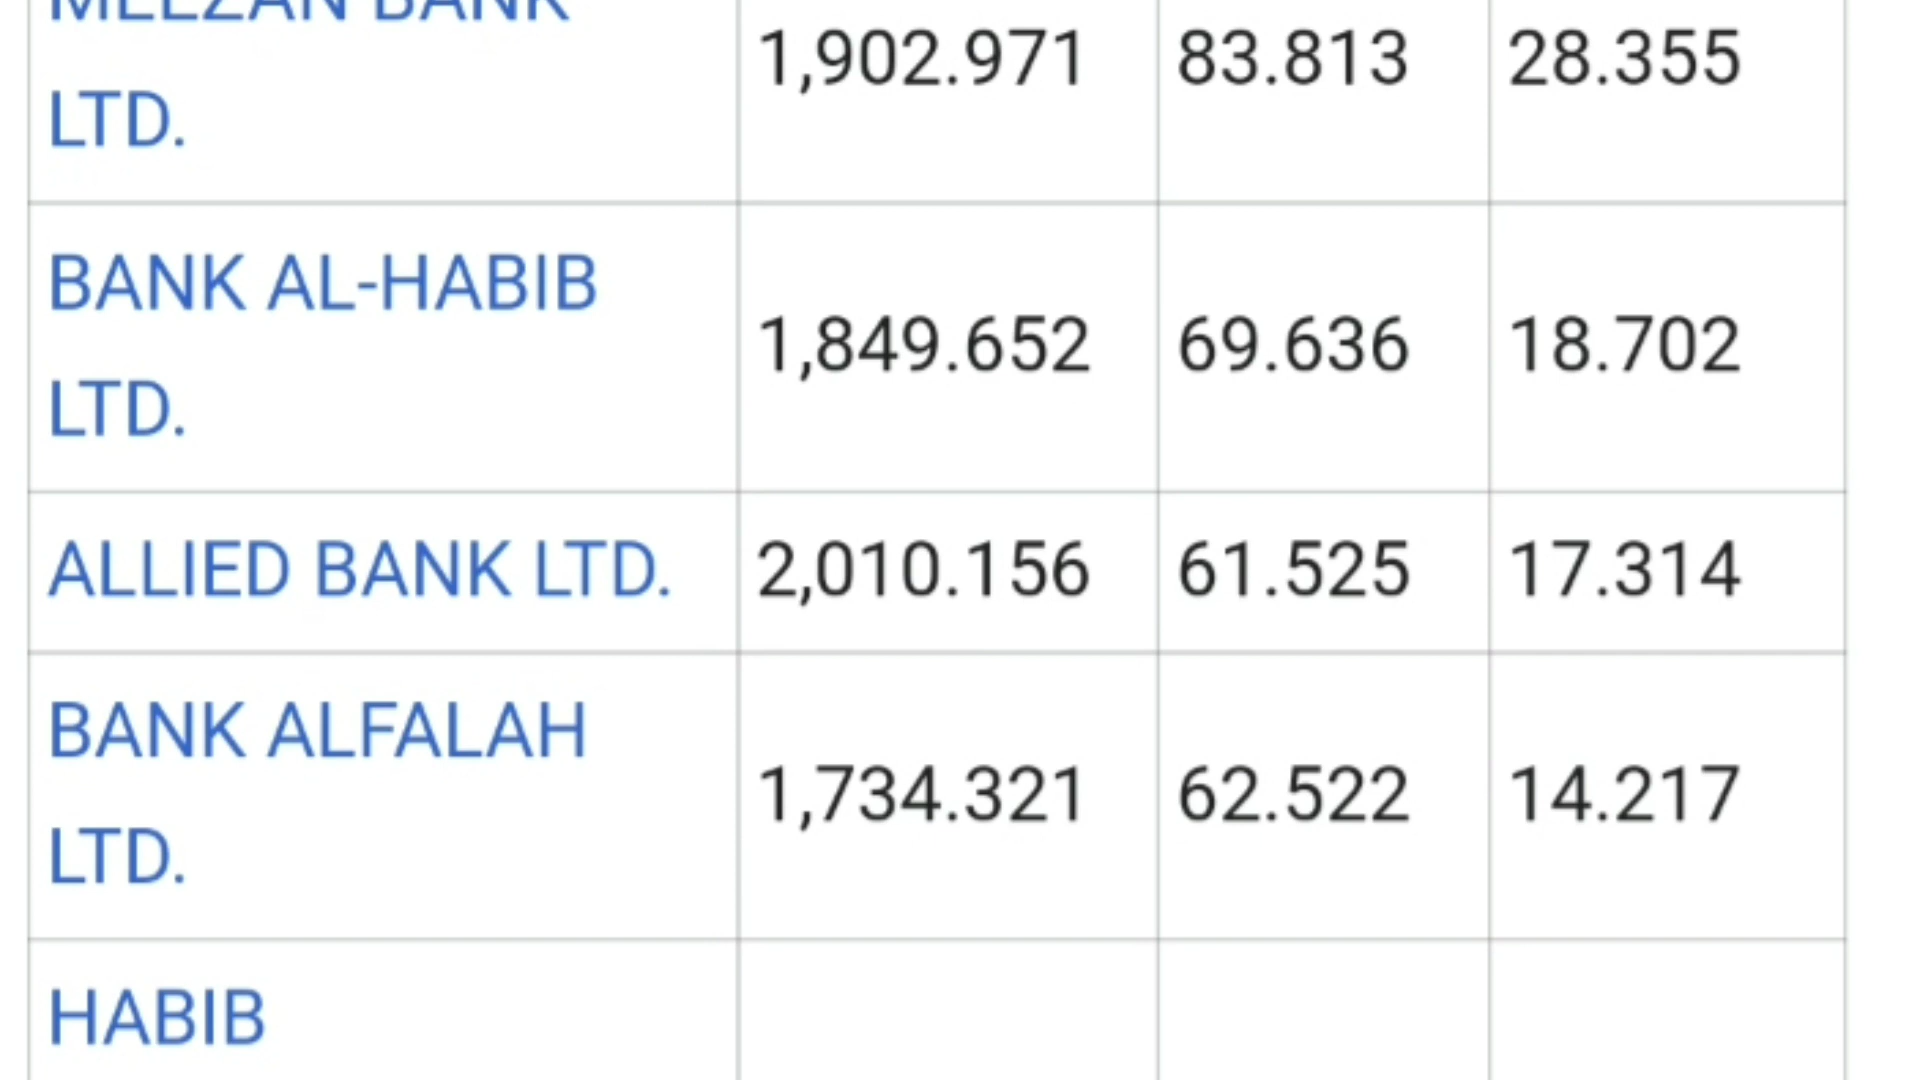 MEEZAN BANK
LTD.
1,902.971
83.813
28.355
BANK AL-HABIB
LTD.
1,849.652
69.636
18.702
ALLIED BANK LTD.
2,010.156
61.525
17.314
BANK ALFALAH
LTD.
1,734.321
62.522
14.217
HABIB